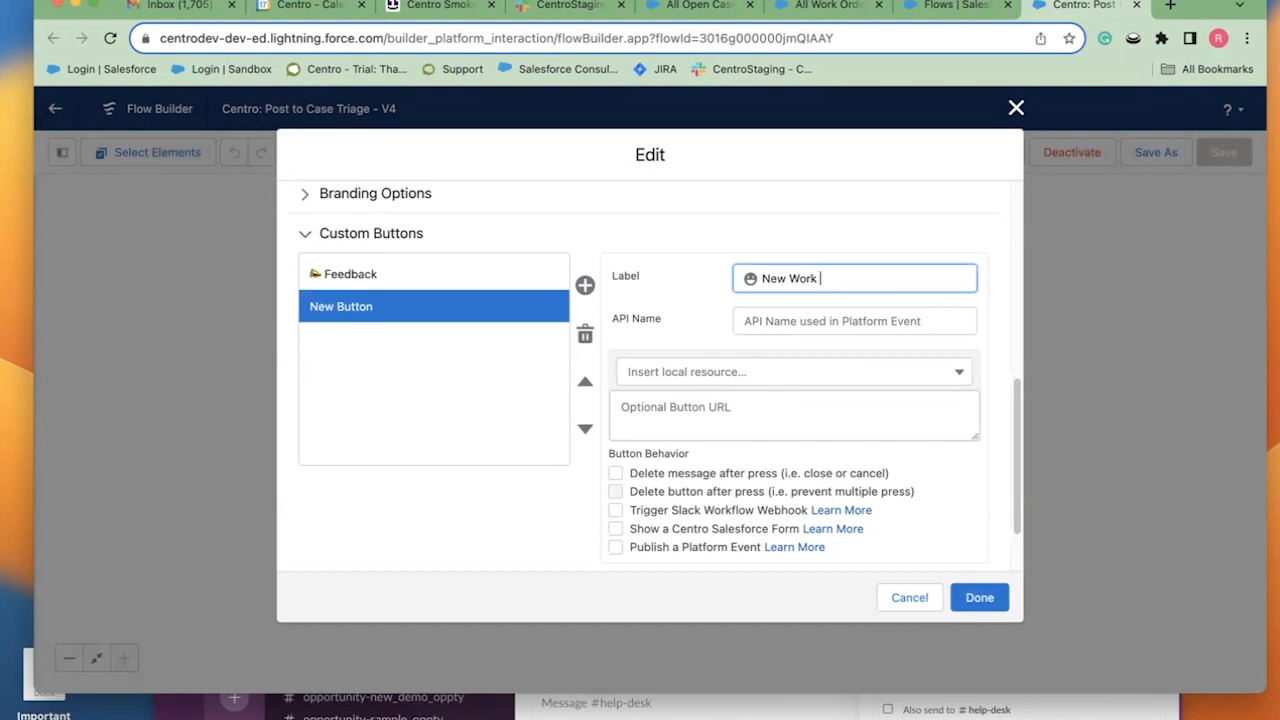 Inbox (1,705)
Centro - Cale
Centro Smoke
CentroStaging
All Open Cas
All Work Ord
Flows | Sales
Centro: Post
centrodev-dev-ed.lightning.force.com/builder_platform_interaction/flowBuilder.app?flowId=3016g000000jmQIAAY
R
Login | Salesforce
Login | Sandbox
Centro - Trial: Tha...
Support
Salesforce Consul...
JIRA
CentroStaging - C...
All Bookmarks
Flow Builder
Centro: Post to Case Triage - V4
?
Select Elements
Deactivate
Save As
Save
Edit
Branding Options
Custom Buttons
Feedback
New Button
Label
New Work
API Name
API Name used in Platform Event
Insert local resource...
Optional Button URL
Button Behavior
Delete message after press (i.e. close or cancel)
Delete button after press (i.e. prevent multiple press)
Trigger Slack Workflow Webhook Learn More
Show a Centro Salesforce Form Learn More
Publish a Platform Event Learn More
Cancel
Done
Important
# opportunity-new_demo_oppty
# opportunity-sample_oppty
Message #help-desk
Also send to # help-desk